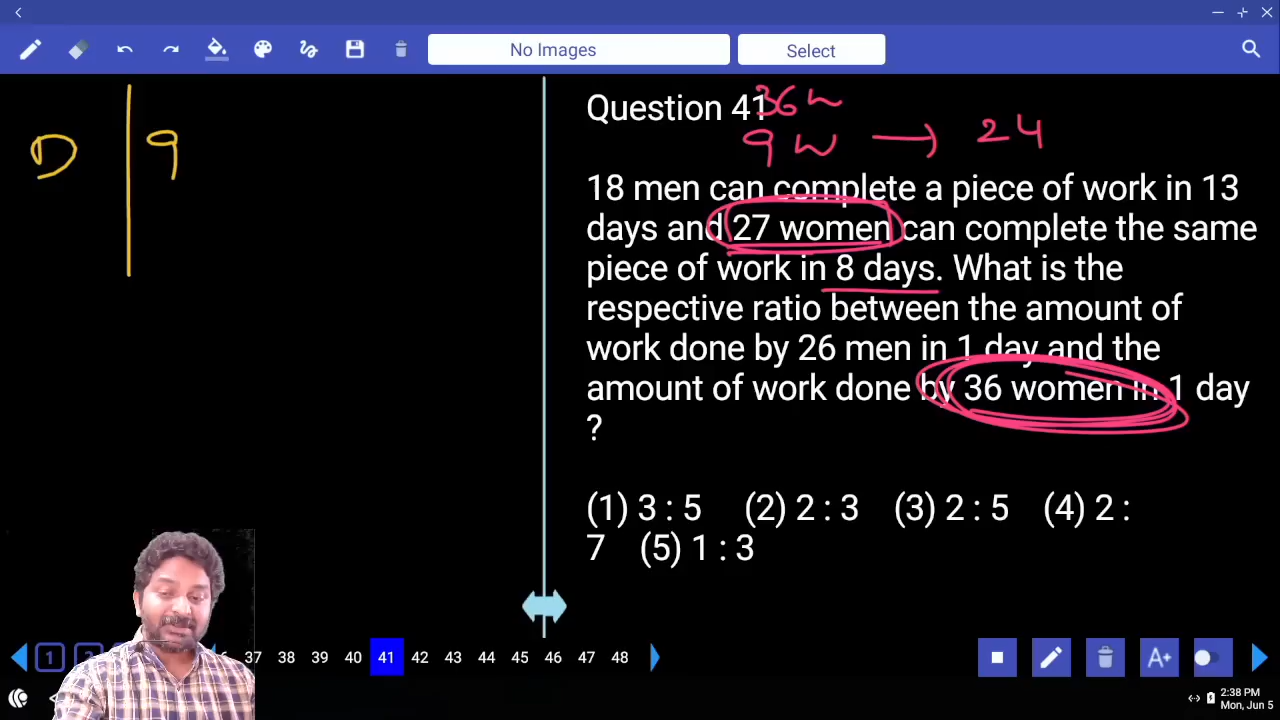 No Images
Select
D 9
Question 41
36 W
9 W → 24
18 men can complete a piece of work in 13
days and 27 women can complete the same
piece of work in 8 days. What is the
respective ratio between the amount of
work done by 26 men in 1 day and the
amount of work done by 36 women in 1 day
?
(1) 3 : 5 (2) 2 : 3 (3) 2 : 5 (4) 2 :
7 (5) 1 : 3
1 37 38 39 40 41 42 43 44 45 46 47 48
A+
2:38 PM
Mon, Jun 5